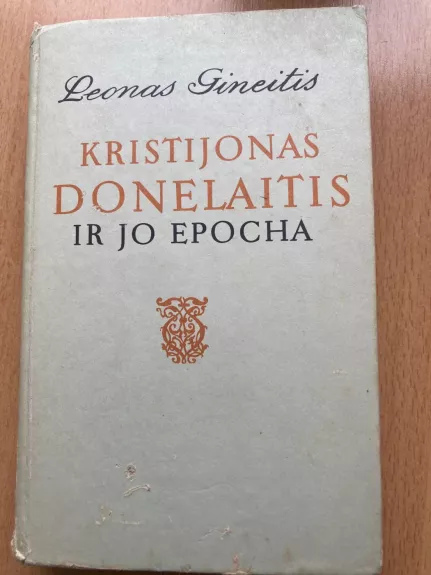 Leonas Gineitis
KRISTIJONAS
DONELAITIS
IR JO EPOCHA